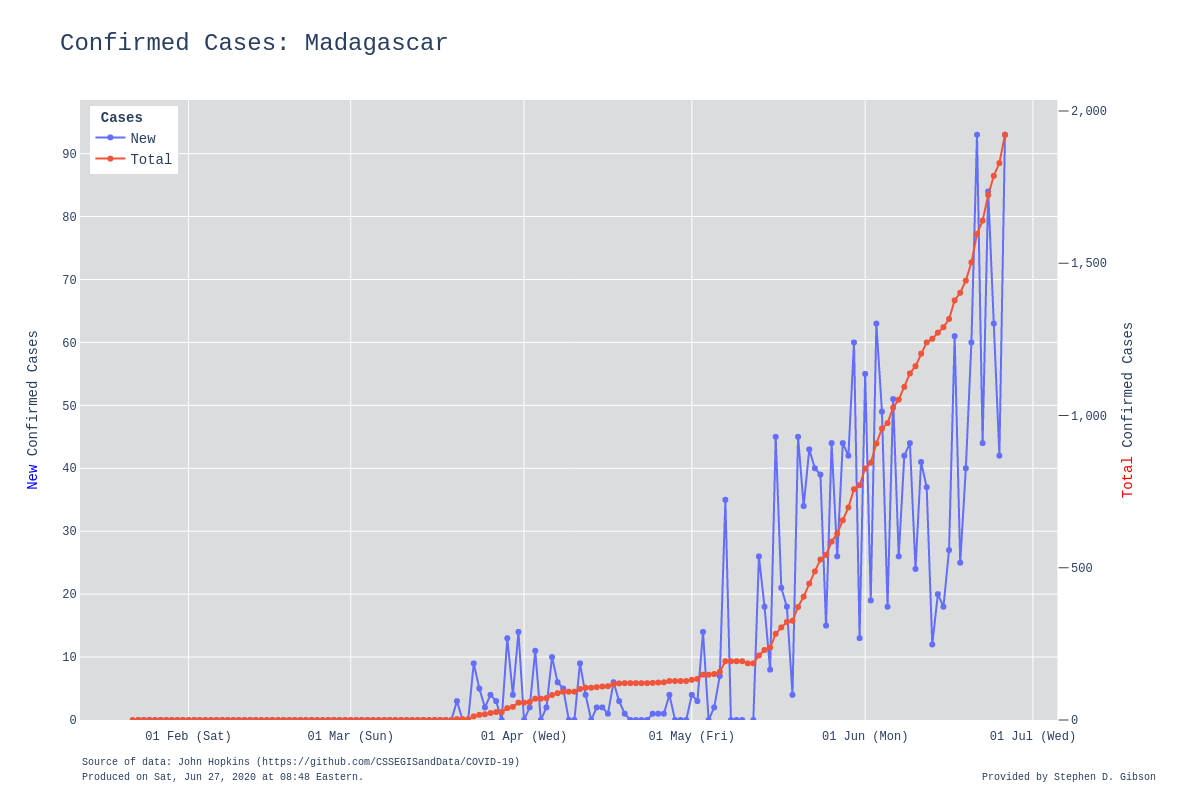 Confirmed Cases: Madagascar
Cases
New
Total
90
80
70
60
50
40
30
20
10
0
New Confirmed Cases
2,000
1,500
1,000
500
0
Total Confirmed Cases
01 Feb (Sat)
01 Mar (Sun)
01 Apr (Wed)
01 May (Fri)
01 Jun (Mon)
01 Jul (Wed)
Source of data: John Hopkins (https://github.com/CSSEGISandData/COVID-19)
Produced on Sat, Jun 27, 2020 at 08:48 Eastern.
Provided by Stephen D. Gibson